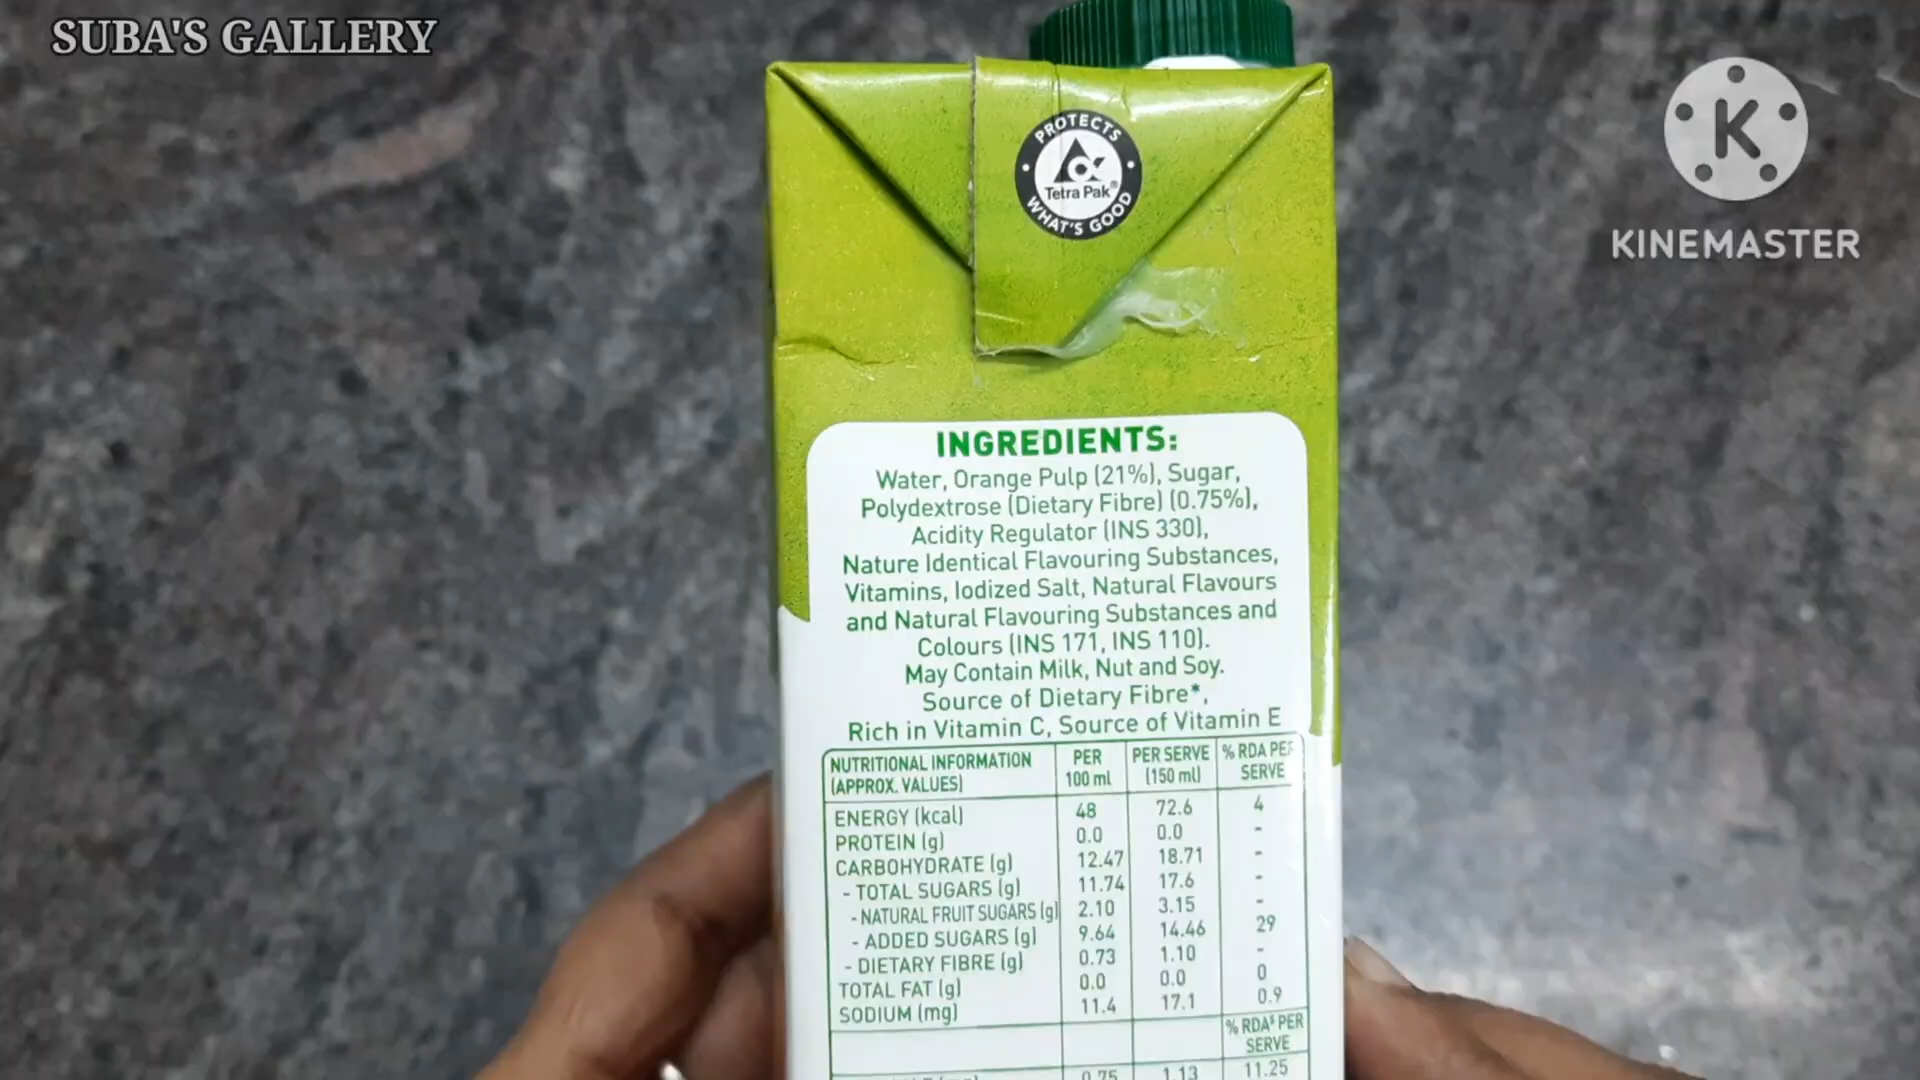 SUBA'S GALLERY
K
KINEMASTER
PROTECTS
Tetra Pak®
WHAT'S GOOD
INGREDIENTS:
Water, Orange Pulp (21%), Sugar,
Polydextrose (Dietary Fibre) (0.75%),
Acidity Regulator (INS 330),
Nature Identical Flavouring Substances,
Vitamins, Iodized Salt, Natural Flavours
and Natural Flavouring Substances and
Colours (INS 171, INS 110).
May Contain Milk, Nut and Soy.
Source of Dietary Fibre*,
Rich in Vitamin C, Source of Vitamin E
NUTRITIONAL INFORMATION PER PER SERVE % RDA PER
(APPROX. VALUES) 100 ml (150 ml) SERVE
ENERGY (kcal) 48 72.6 4
PROTEIN (g) 0.0 0.0 -
CARBOHYDRATE (g) 12.47 18.71 -
- TOTAL SUGARS (g) 11.74 17.6 -
- NATURAL FRUIT SUGARS (g) 2.10 3.15 -
- ADDED SUGARS (g) 9.64 14.46 29
- DIETARY FIBRE (g) 0.73 1.10 -
TOTAL FAT (g) 0.0 0.0 0
SODIUM (mg) 11.4 17.1 0.9
% RDA$ PER
SERVE
0.75 1.13 11.25